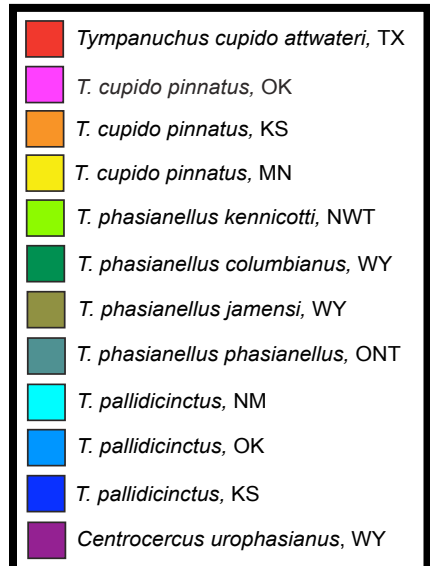 Tympanuchus cupido attwateri, TX
T. cupido pinnatus, OK
T. cupido pinnatus, KS
T. cupido pinnatus, MN
T. phasianellus kennicotti, NWT
T. phasianellus columbianus, WY
T. phasianellus jamensi, WY
T. phasianellus phasianellus, ONT
T. pallidicinctus, NM
T. pallidicinctus, OK
T. pallidicinctus, KS
Centrocercus urophasianus, WY